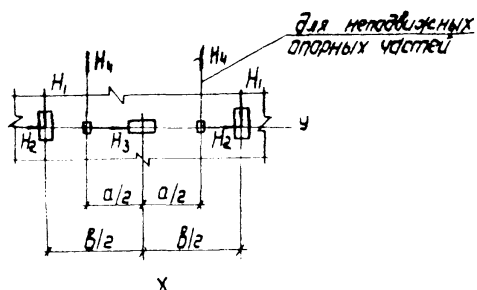 для неподвижных
опорных частей
H4
H4
H1
H1
H2
H3
H2
У
а/2
а/2
в/2
в/2
Х